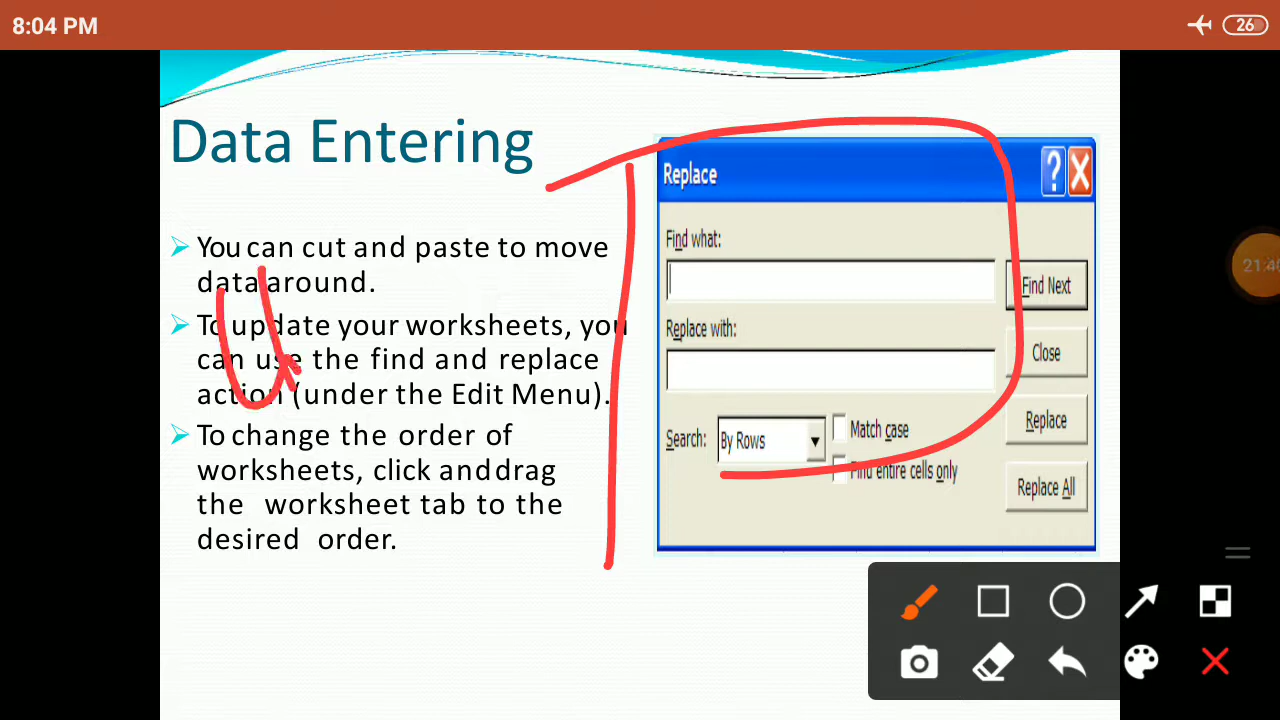 8:04 PM
26
Data Entering
Replace
You can cut and paste to move
data around.
To update your worksheets, you
can use the find and replace
action (under the Edit Menu).
To change the order of
worksheets, click and drag
the worksheet tab to the
desired order.
Find what:
Find Next
Replace with:
Close
Replace
Search: By Rows
Match case
Find entire cells only
Replace All